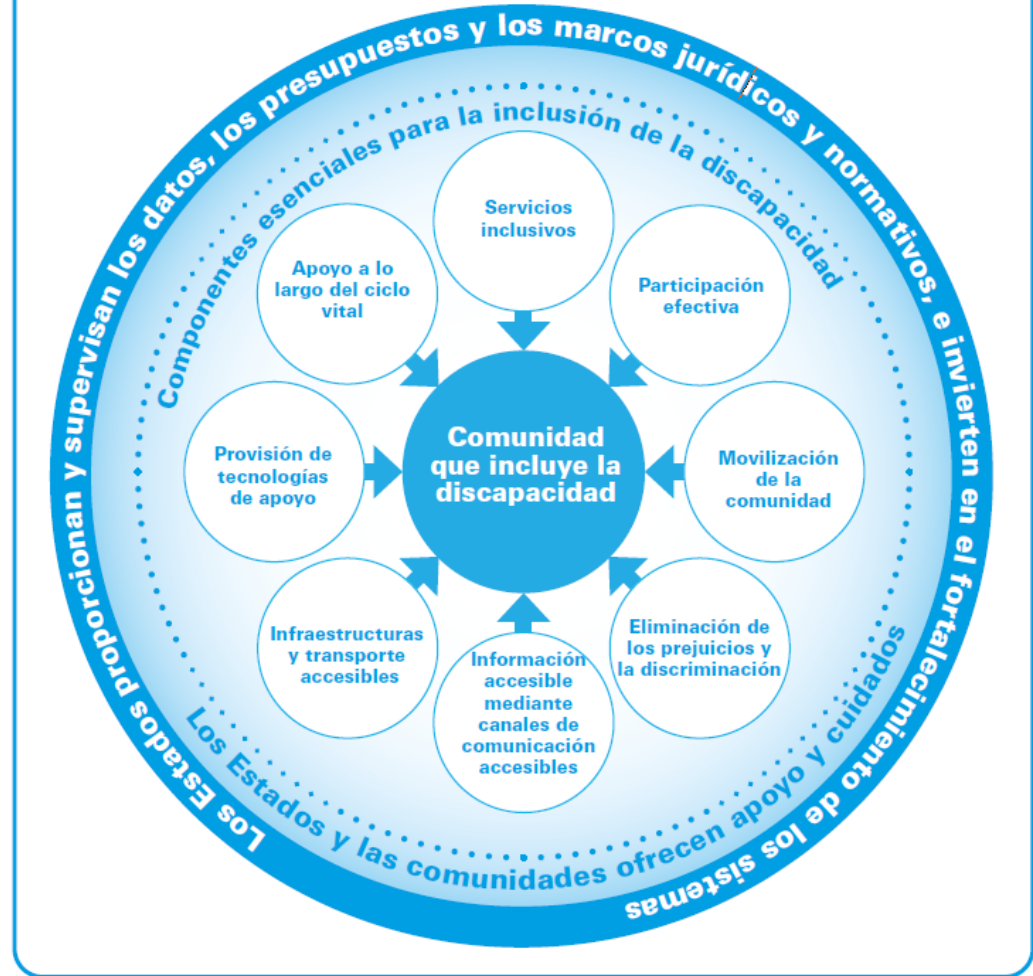 Los Estados proporcionan y supervisan los datos, los presupuestos y los marcos jurídicos y normativos, e invierten en el fortalecimiento de los sistemas
Componentes esenciales para la inclusión de la discapacidad
Servicios
inclusivos
Participación
efectiva
Movilización
de la
comunidad
Eliminación de
los prejuicios y
la discriminación
Información
accesible
mediante
canales de
comunicación
accesibles
Infraestructuras
y transporte
accesibles
Provisión de
tecnologías
de apoyo
Apoyo a lo
largo del ciclo
vital
Comunidad
que incluye la
discapacidad
Los Estados y las comunidades ofrecen apoyo y cuidados